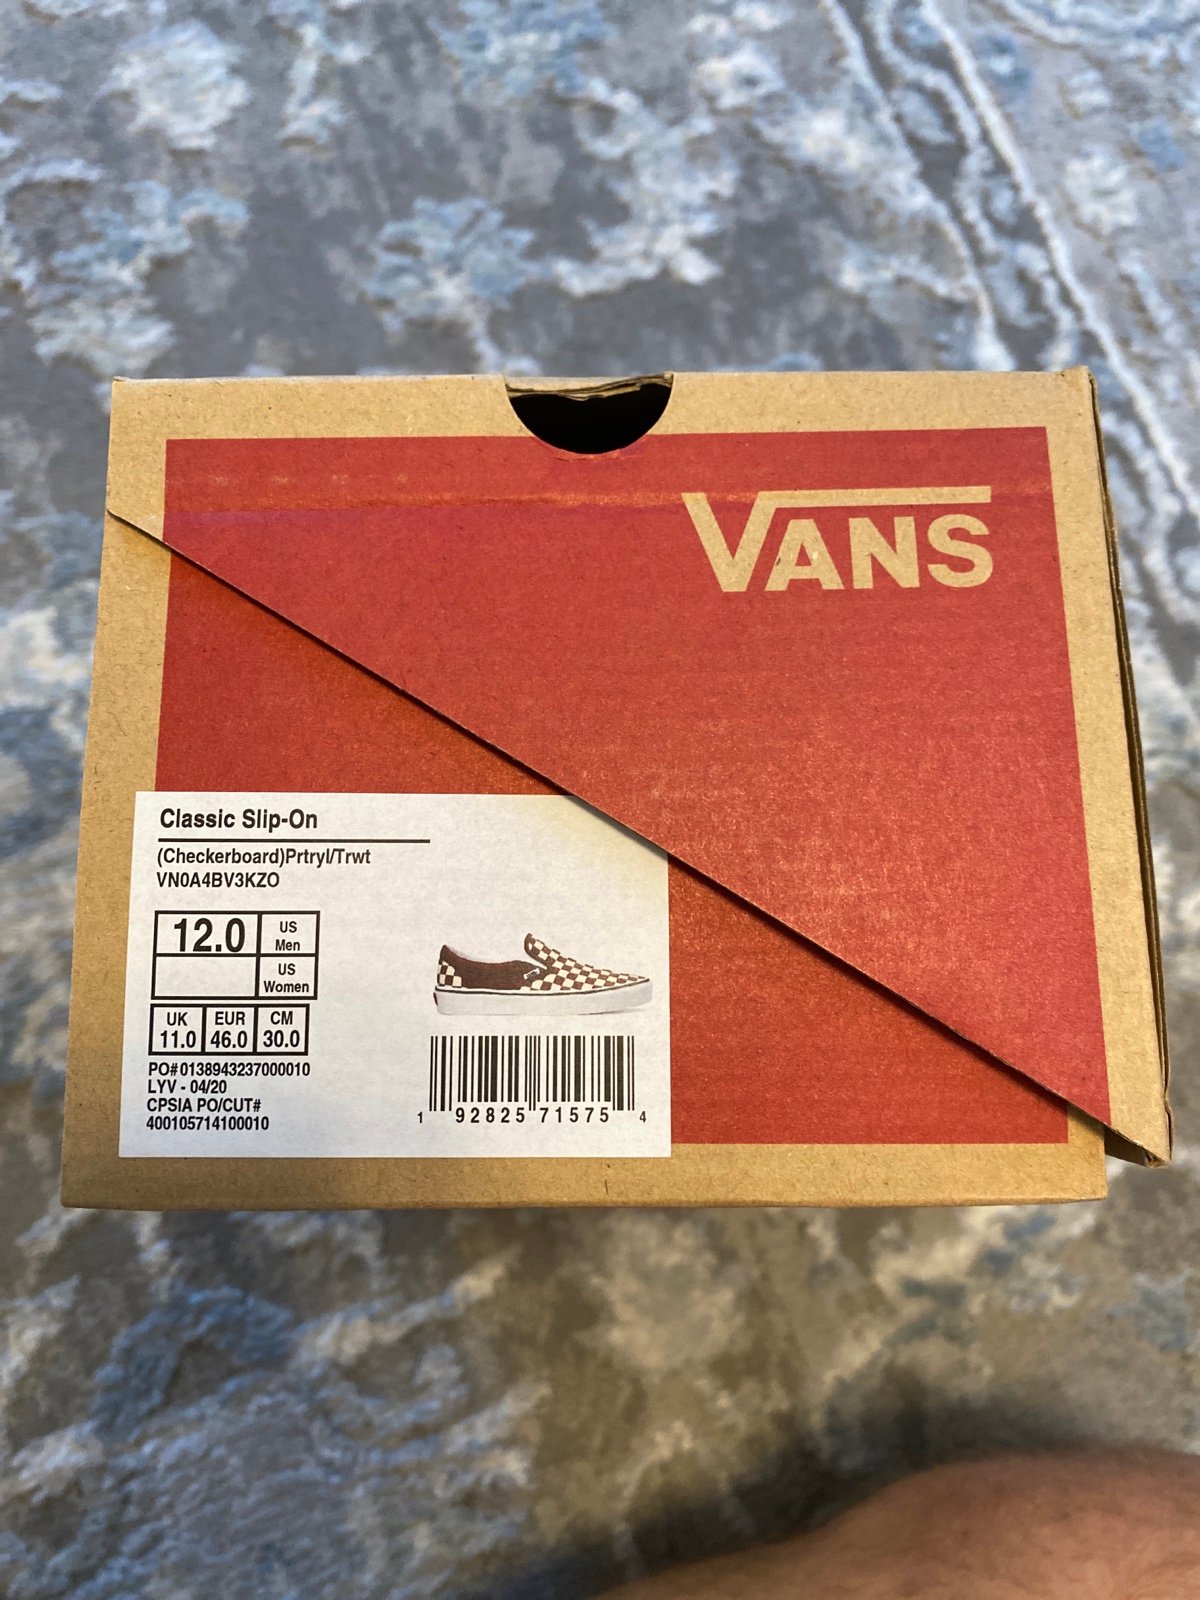 VANS
Classic Slip-On
(Checkerboard)Prtryl/Trwt
VN0A4BV3KZO
12.0 US Men
US Women
UK EUR CM
11.0 46.0 30.0
PO#0138943237000010
LYV - 04/20
CPSIA PO/CUT#
400105714100010
1 92825 71575 4